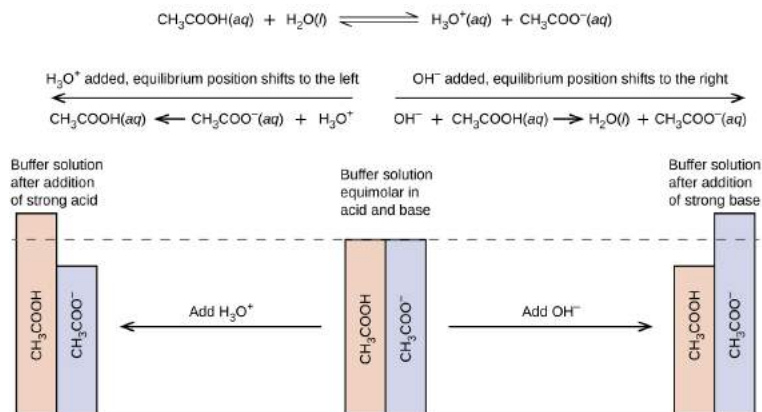 CH₃COOH(aq) + H₂O(l) ⇌ H₃O⁺(aq) + CH₃COO⁻(aq)
H₃O⁺ added, equilibrium position shifts to the left
OH⁻ added, equilibrium position shifts to the right
CH₃COOH(aq) ← CH₃COO⁻(aq) + H₃O⁺
OH⁻ + CH₃COOH(aq) → H₂O(l) + CH₃COO⁻(aq)
Buffer solution
after addition
of strong acid
Buffer solution
equimolar in
acid and base
Buffer solution
after addition
of strong base
CH₃COOH
CH₃COO⁻
Add H₃O⁺
CH₃COOH
CH₃COO⁻
Add OH⁻
CH₃COOH
CH₃COO⁻